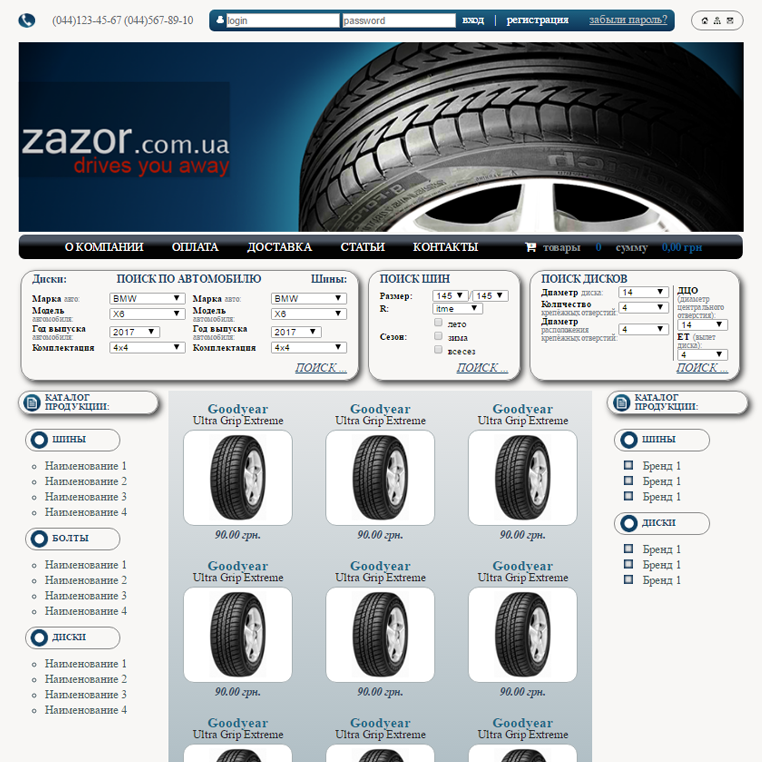 (044)123-45-67 (044)567-89-10
login
password
вход
регистрация
забыли пароль?
zazor.com.ua
drives you away
О КОМПАНИИ ОПЛАТА ДОСТАВКА СТАТЬИ КОНТАКТЫ
товары 0 сумму 0,00 грн
Диски: ПОИСК ПО АВТОМОБИЛЮ Шины:
Марка авто: BMW Марка авто: BMW
Модель автомобиля: X6 Модель автомобиля: X6
Год выпуска автомобиля: 2017 Год выпуска автомобиля: 2017
Комплектация 4x4 Комплектация 4x4
ПОИСК ...
ПОИСК ШИН
Размер: 145 / 145
R: itme
Сезон:
лето
зима
всесез
ПОИСК ...
ПОИСК ДИСКОВ
Диаметр диска: 14
Количество крепёжных отверстий: 4
Диаметр расположения крепёжных отверстий: 4
ДЦО
(диаметр
центрального
отверстия):
14
ET (вылет
диска):
4
ПОИСК ...
КАТАЛОГ
ПРОДУКЦИИ:
ШИНЫ
Наименование 1
Наименование 2
Наименование 3
Наименование 4
БОЛТЫ
Наименование 1
Наименование 2
Наименование 3
Наименование 4
ДИСКИ
Наименование 1
Наименование 2
Наименование 3
Наименование 4
Goodyear Goodyear Goodyear
Ultra Grip Extreme Ultra Grip Extreme Ultra Grip Extreme
90.00 грн. 90.00 грн. 90.00 грн.
Goodyear Goodyear Goodyear
Ultra Grip Extreme Ultra Grip Extreme Ultra Grip Extreme
90.00 грн. 90.00 грн. 90.00 грн.
Goodyear Goodyear Goodyear
Ultra Grip Extreme Ultra Grip Extreme Ultra Grip Extreme
КАТАЛОГ
ПРОДУКЦИИ:
ШИНЫ
Бренд 1
Бренд 1
Бренд 1
ДИСКИ
Бренд 1
Бренд 1
Бренд 1